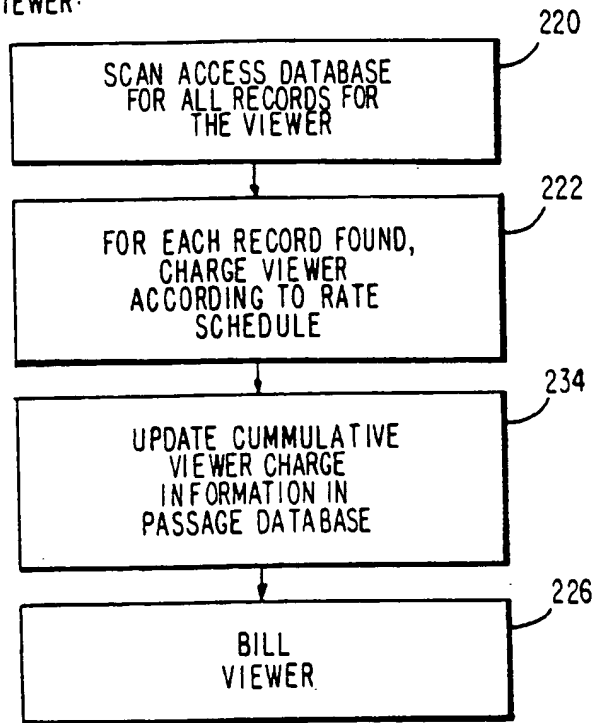 IEWER:
220
SCAN ACCESS DATABASE
FOR ALL RECORDS FOR
THE VIEWER
222
FOR EACH RECORD FOUND,
CHARGE VIEWER
ACCORDING TO RATE
SCHEDULE
234
UPDATE CUMMULATIVE
VIEWER CHARGE
INFORMATION IN
PASSAGE DATABASE
226
BILL
VIEWER